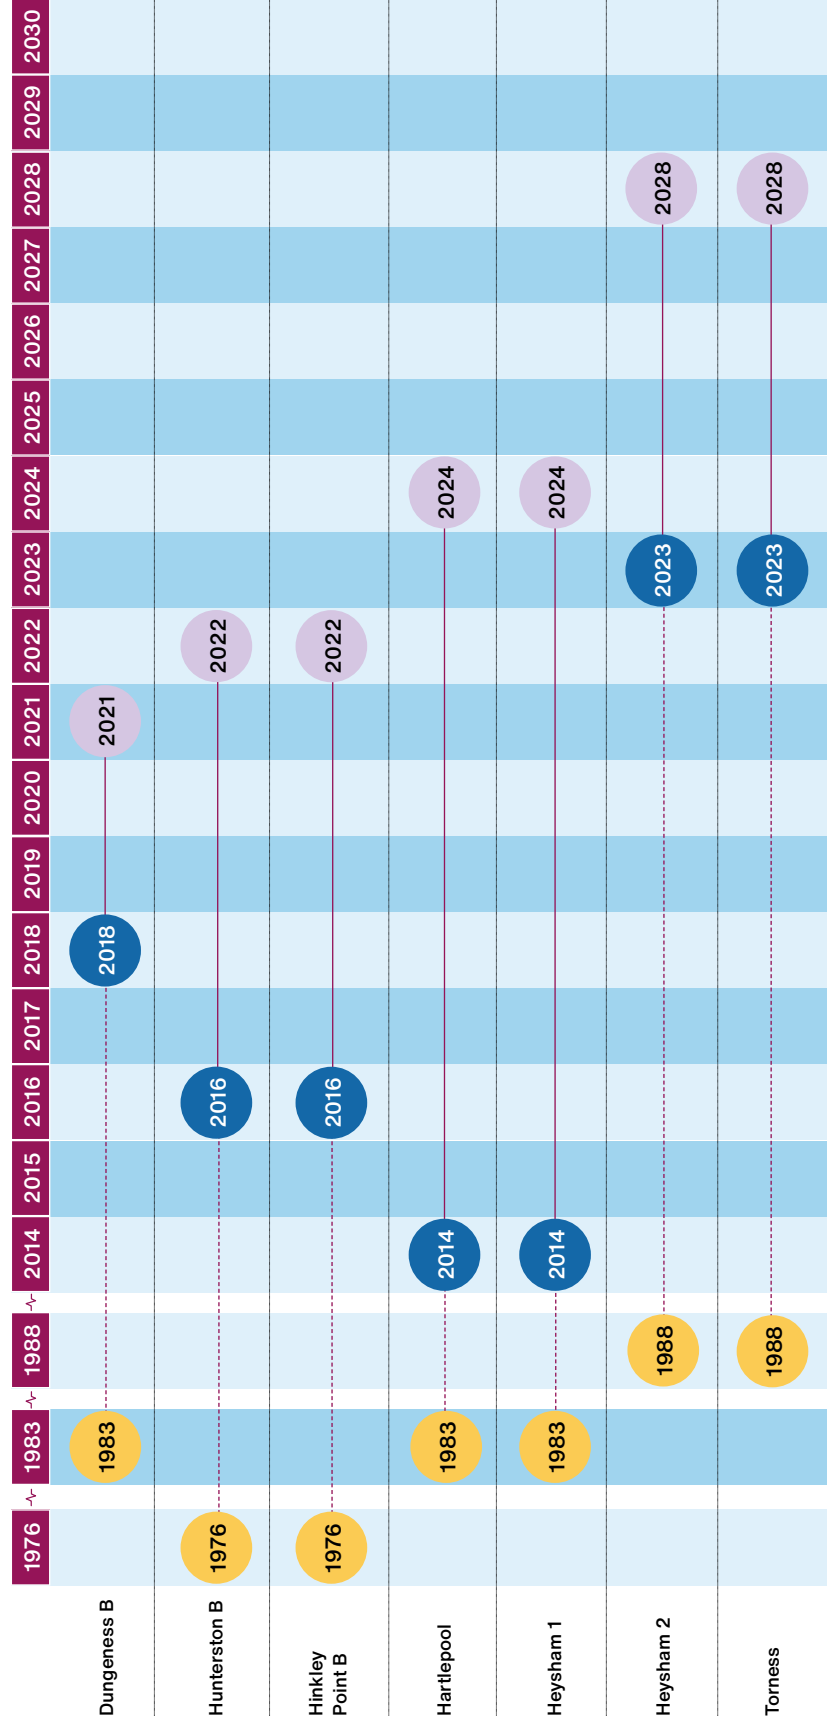 1976 1983 1988 2014 2015 2016 2017 2018 2019 2020 2021 2022 2023 2024 2025 2026 2027 2028 2029 2030
Dungeness B 1983 2018 2021
Hunterston B 1976 2016 2022
Hinkley
Point B 1976 2016 2022
Hartlepool 1983 2014 2024
Heysham 1 1983 2014 2024
Heysham 2 1988 2023 2028
Torness 1988 2023 2028